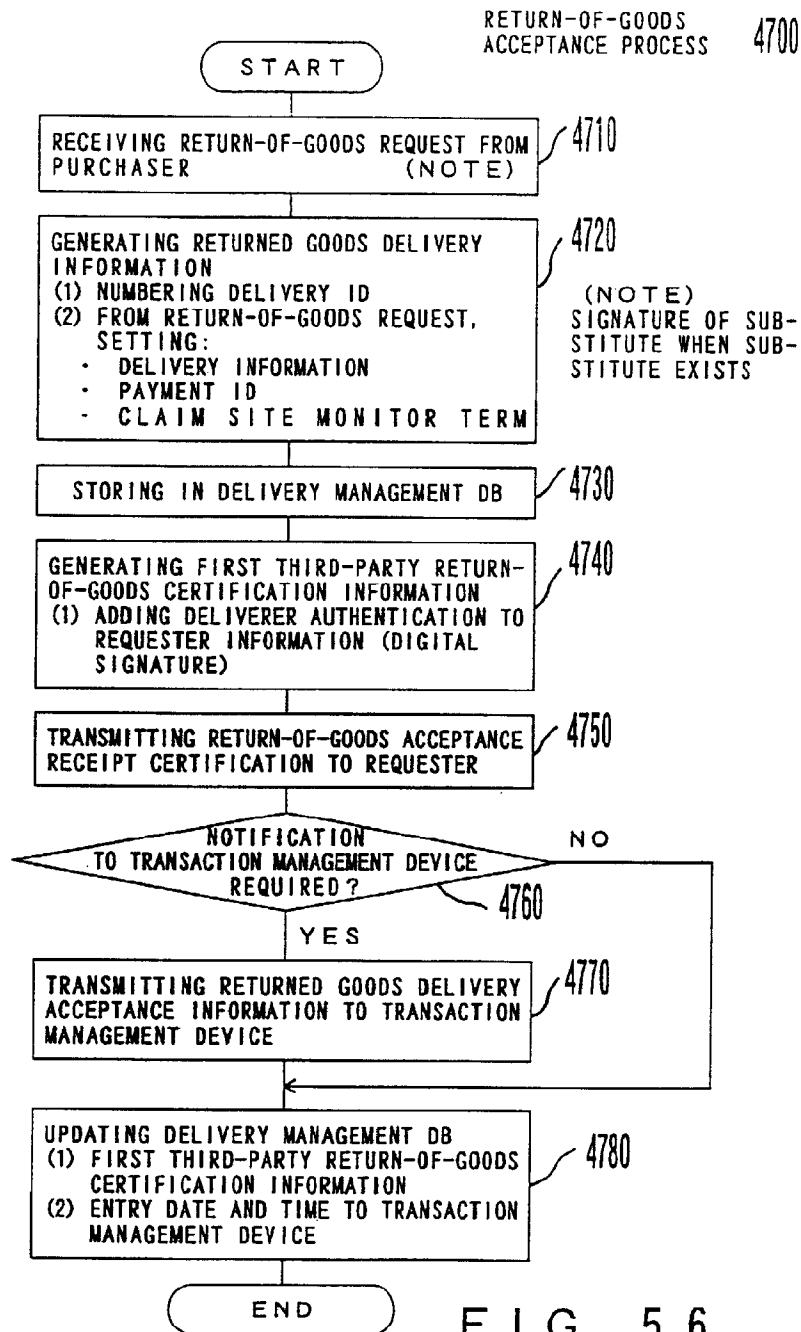 RETURN-OF-GOODS
ACCEPTANCE PROCESS 4700
START
RECEIVING RETURN-OF-GOODS REQUEST FROM
PURCHASER (NOTE)
4710
GENERATING RETURNED GOODS DELIVERY
INFORMATION
(1) NUMBERING DELIVERY ID
(2) FROM RETURN-OF-GOODS REQUEST,
SETTING:
· DELIVERY INFORMATION
· PAYMENT ID
- CLAIM SITE MONITOR TERM
4720
(NOTE)
SIGNATURE OF SUB-
STITUTE WHEN SUB-
STITUTE EXISTS
STORING IN DELIVERY MANAGEMENT DB
4730
GENERATING FIRST THIRD-PARTY RETURN-
OF-GOODS CERTIFICATION INFORMATION
(1) ADDING DELIVERER AUTHENTICATION TO
REQUESTER INFORMATION (DIGITAL
SIGNATURE)
4740
TRANSMITTING RETURN-OF-GOODS ACCEPTANCE
RECEIPT CERTIFICATION TO REQUESTER
4750
NOTIFICATION
TO TRANSACTION MANAGEMENT DEVICE
REQUIRED?
NO
4760
YES
TRANSMITTING RETURNED GOODS DELIVERY
ACCEPTANCE INFORMATION TO TRANSACTION
MANAGEMENT DEVICE
4770
UPDATING DELIVERY MANAGEMENT DB
(1) FIRST THIRD-PARTY RETURN-OF-GOODS
CERTIFICATION INFORMATION
(2) ENTRY DATE AND TIME TO TRANSACTION
MANAGEMENT DEVICE
4780
END
FIG. 56